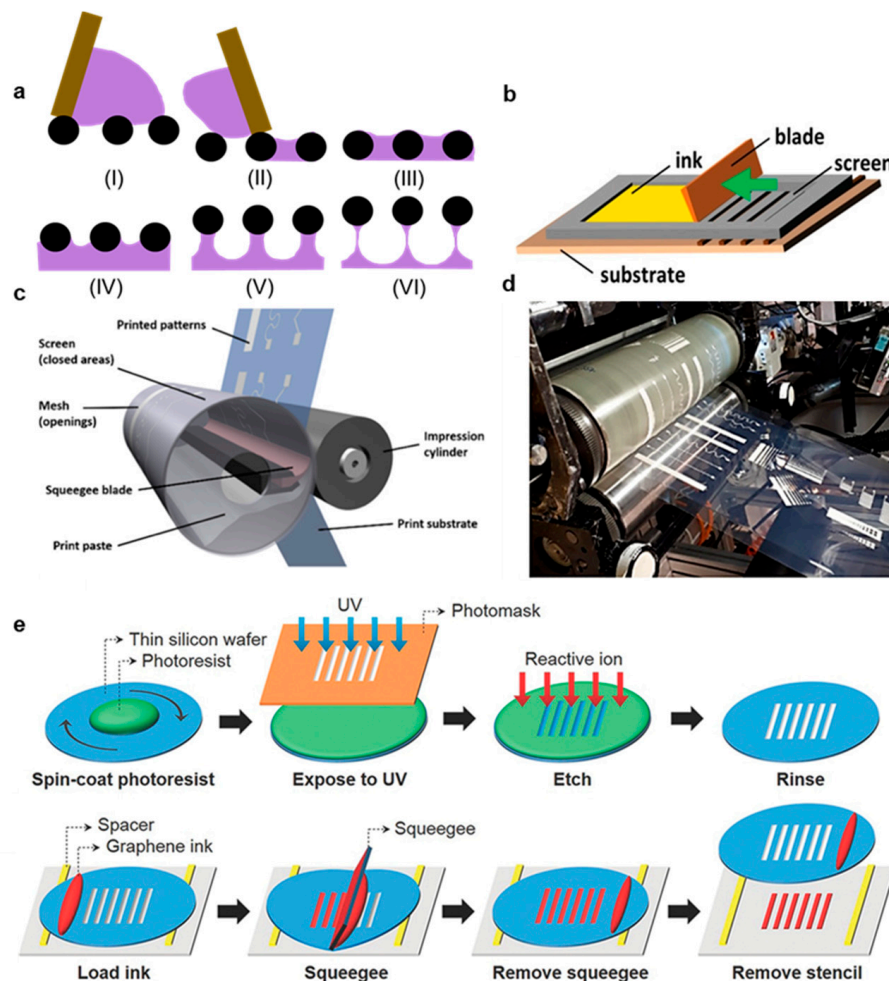 a
(I)
(II)
(III)
(IV)
(V)
(VI)
b
ink
blade
screen
substrate
c
Printed patterns
Screen
(closed areas)
Mesh
(openings)
Squeegee blade
Print paste
Impression
cylinder
Print substrate
d
e
Thin silicon wafer
Photoresist
Spin-coat photoresist
UV
Photomask
Expose to UV
Reactive ion
Etch
Rinse
Spacer
Graphene ink
Load ink
Squeegee
Squeegee
Remove squeegee
Remove stencil